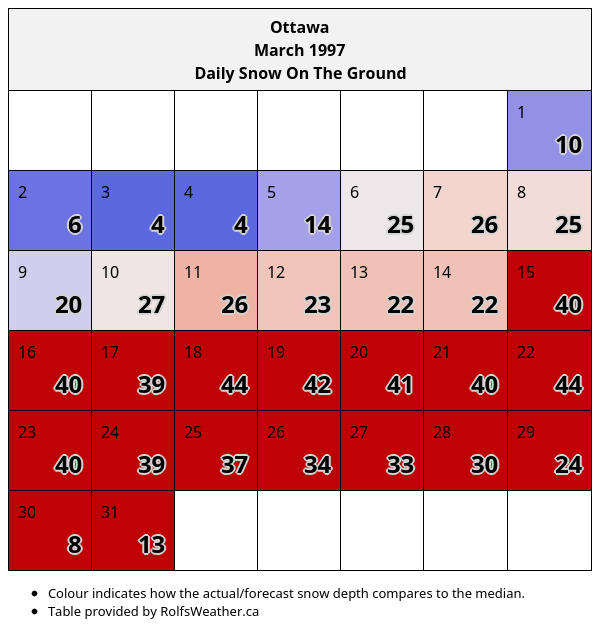 Ottawa
March 1997
Daily Snow On The Ground
1
10
2 3 4 5 6 7 8
6 4 4 14 25 26 25
9 10 11 12 13 14 15
20 27 26 23 22 22 40
16 17 18 19 20 21 22
40 39 44 42 41 40 44
23 24 25 26 27 28 29
40 39 37 34 33 30 24
30 31
8 13
Colour indicates how the actual/forecast snow depth compares to the median.
Table provided by RolfsWeather.ca